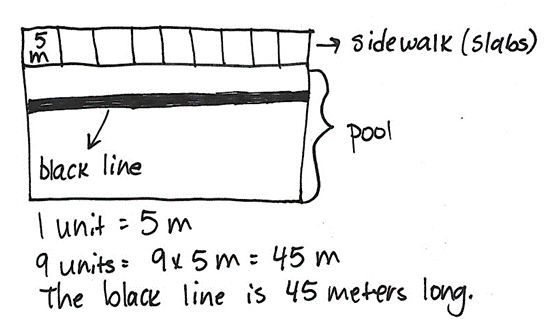 5 m
sidewalk (slabs)
black line
pool
1 unit = 5 m
9 units = 9 x 5 m = 45 m
The black line is 45 meters long.